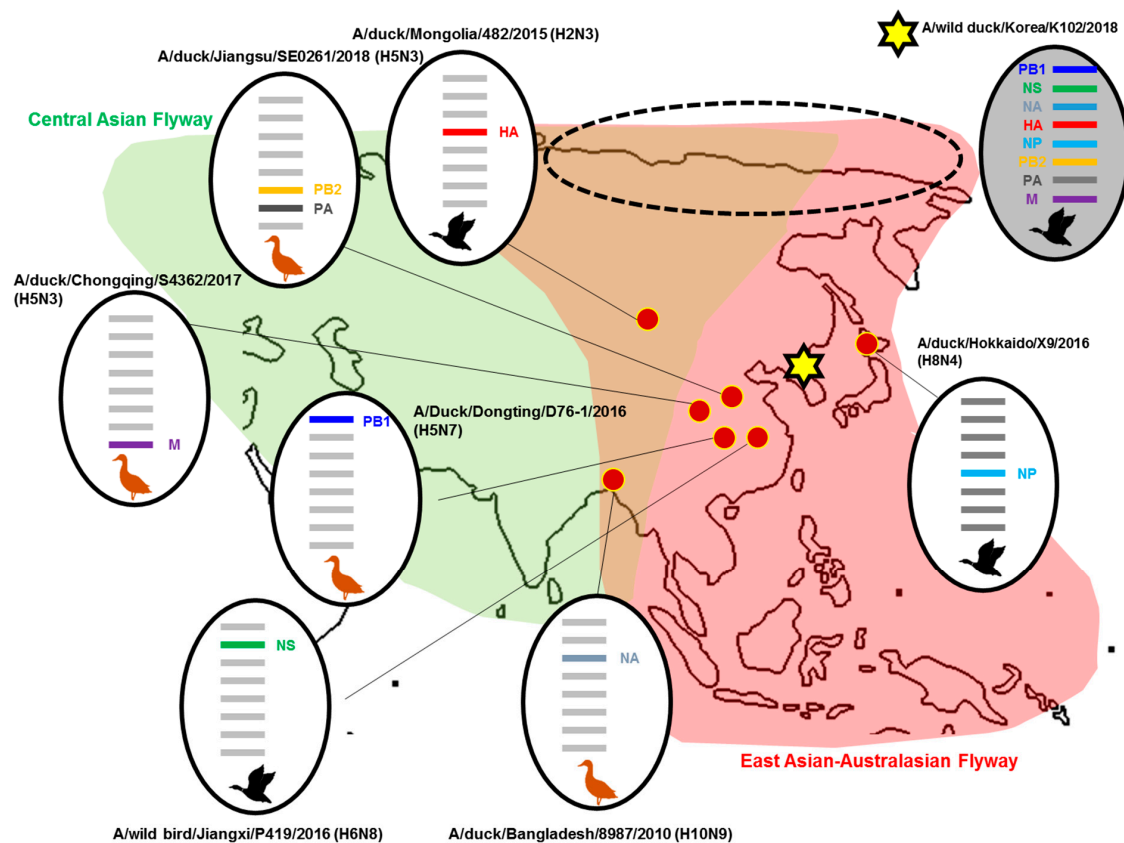 A/duck/Mongolia/482/2015 (H2N3)
A/wild duck/Korea/K102/2018
A/duck/Jiangsu/SE0261/2018 (H5N3)
PB1
NS
NA
HA
NP
PB2
PA
M
Central Asian Flyway
HA
PB2
PA
A/duck/Chongqing/S4362/2017
(H5N3)
M
A/duck/Hokkaido/X9/2016
(H8N4)
NP
A/Duck/Dongting/D76-1/2016
(H5N7)
PB1
NS
NA
East Asian-Australasian Flyway
A/wild bird/Jiangxi/P419/2016 (H6N8)
A/duck/Bangladesh/8987/2010 (H10N9)